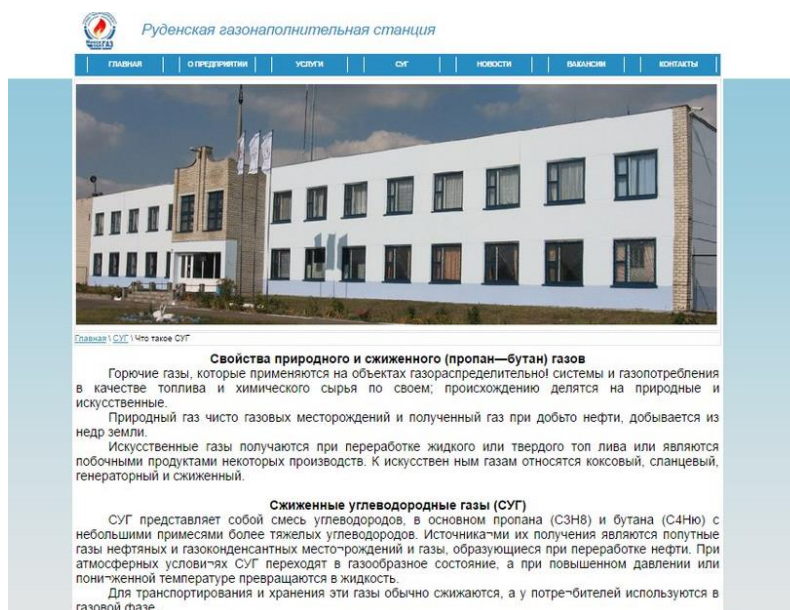 Руденская газонаполнительная станция
ГЛАВНАЯ О ПРЕДПРИЯТИИ УСЛУГИ СУГ НОВОСТИ ВАКАНСИИ КОНТАКТЫ
Главная \ СУГ \ Что такое СУГ
Свойства природного и сжиженного (пропан—бутан) газов
Горючие газы, которые применяются на объектах газораспределительно! системы и газопотребления
в качестве топлива и химического сырья по своем; происхождению делятся на природные и
искусственные.
Природный газ чисто газовых месторождений и полученный газ при добьто нефти, добывается из
недр земли.
Искусственные газы получаются при переработке жидкого или твердого топ лива или являются
побочными продуктами некоторых производств. К искусствен ным газам относятся коксовый, сланцевый,
генераторный и сжиженный.
Сжиженные углеводородные газы (СУГ)
СУГ представляет собой смесь углеводородов, в основном пропана (С3Н8) и бутана (С4Ню) с
небольшими примесями более тяжелых углеводородов. Источника¬ми их получения являются попутные
газы нефтяных и газоконденсантных место¬рождений и газы, образующиеся при переработке нефти. При
атмосферных услови¬ях СУГ переходят в газообразное состояние, а при повышенном давлении или
пони¬женной температуре превращаются в жидкость.
Для транспортирования и хранения эти газы обычно сжижаются, а у потре¬бителей используются в
газовой фазе.